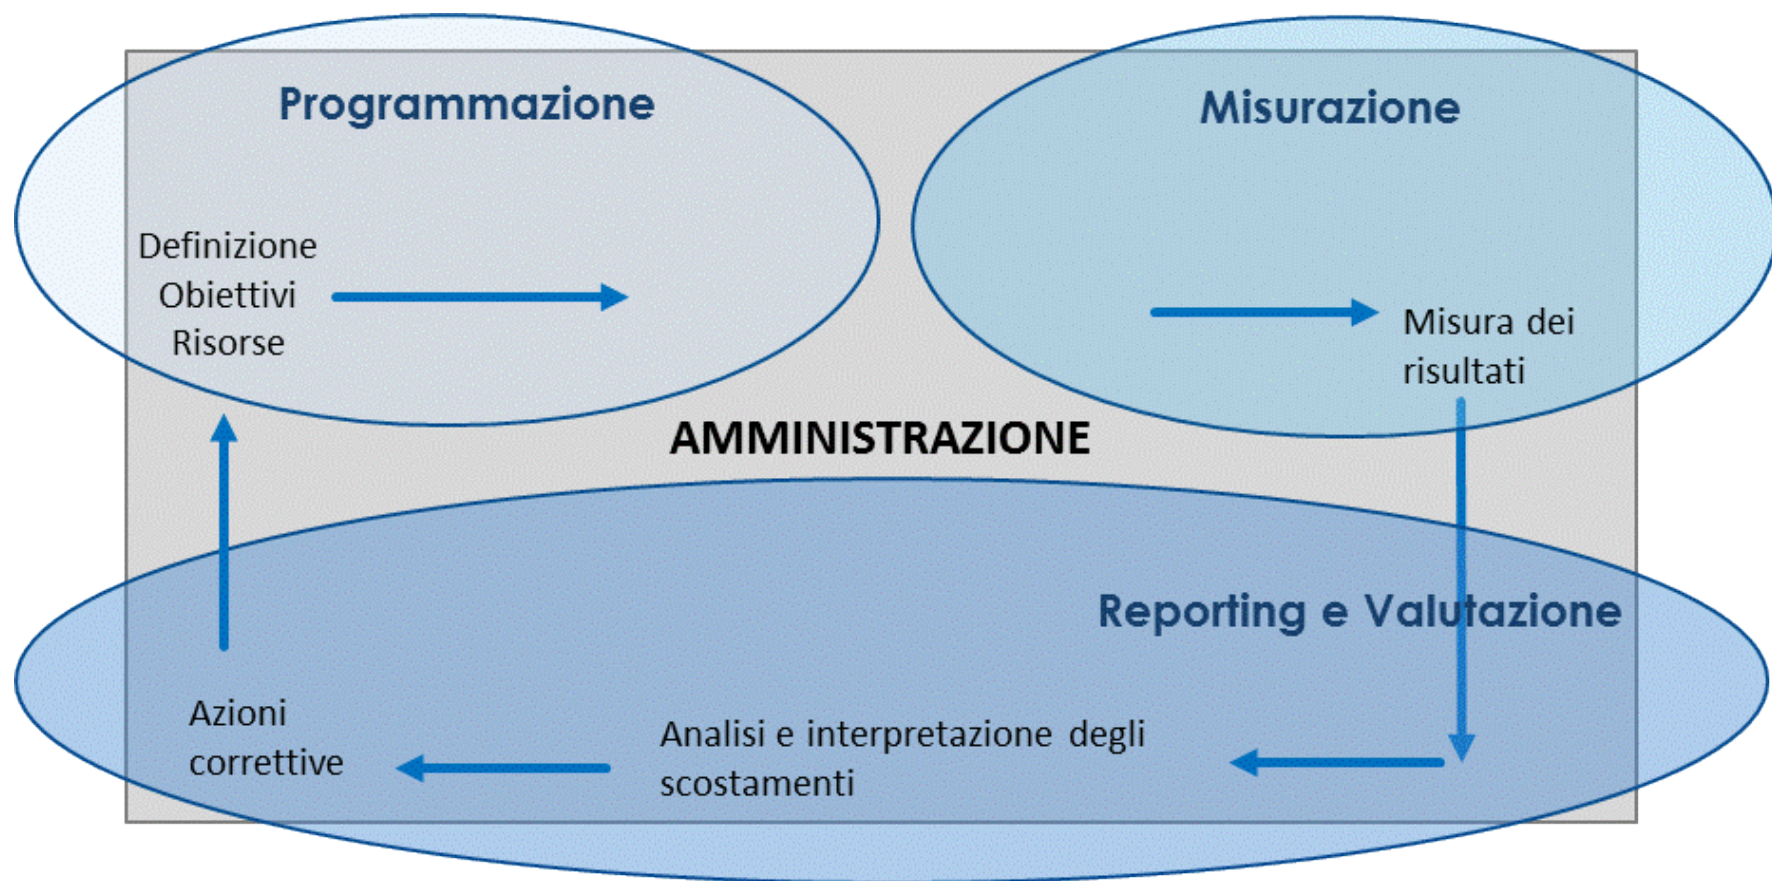 Programmazione
Misurazione
Definizione
Obiettivi
Risorse
Misura dei
risultati
AMMINISTRAZIONE
Reporting e Valutazione
Azioni
correttive
Analisi e interpretazione degli
scostamenti